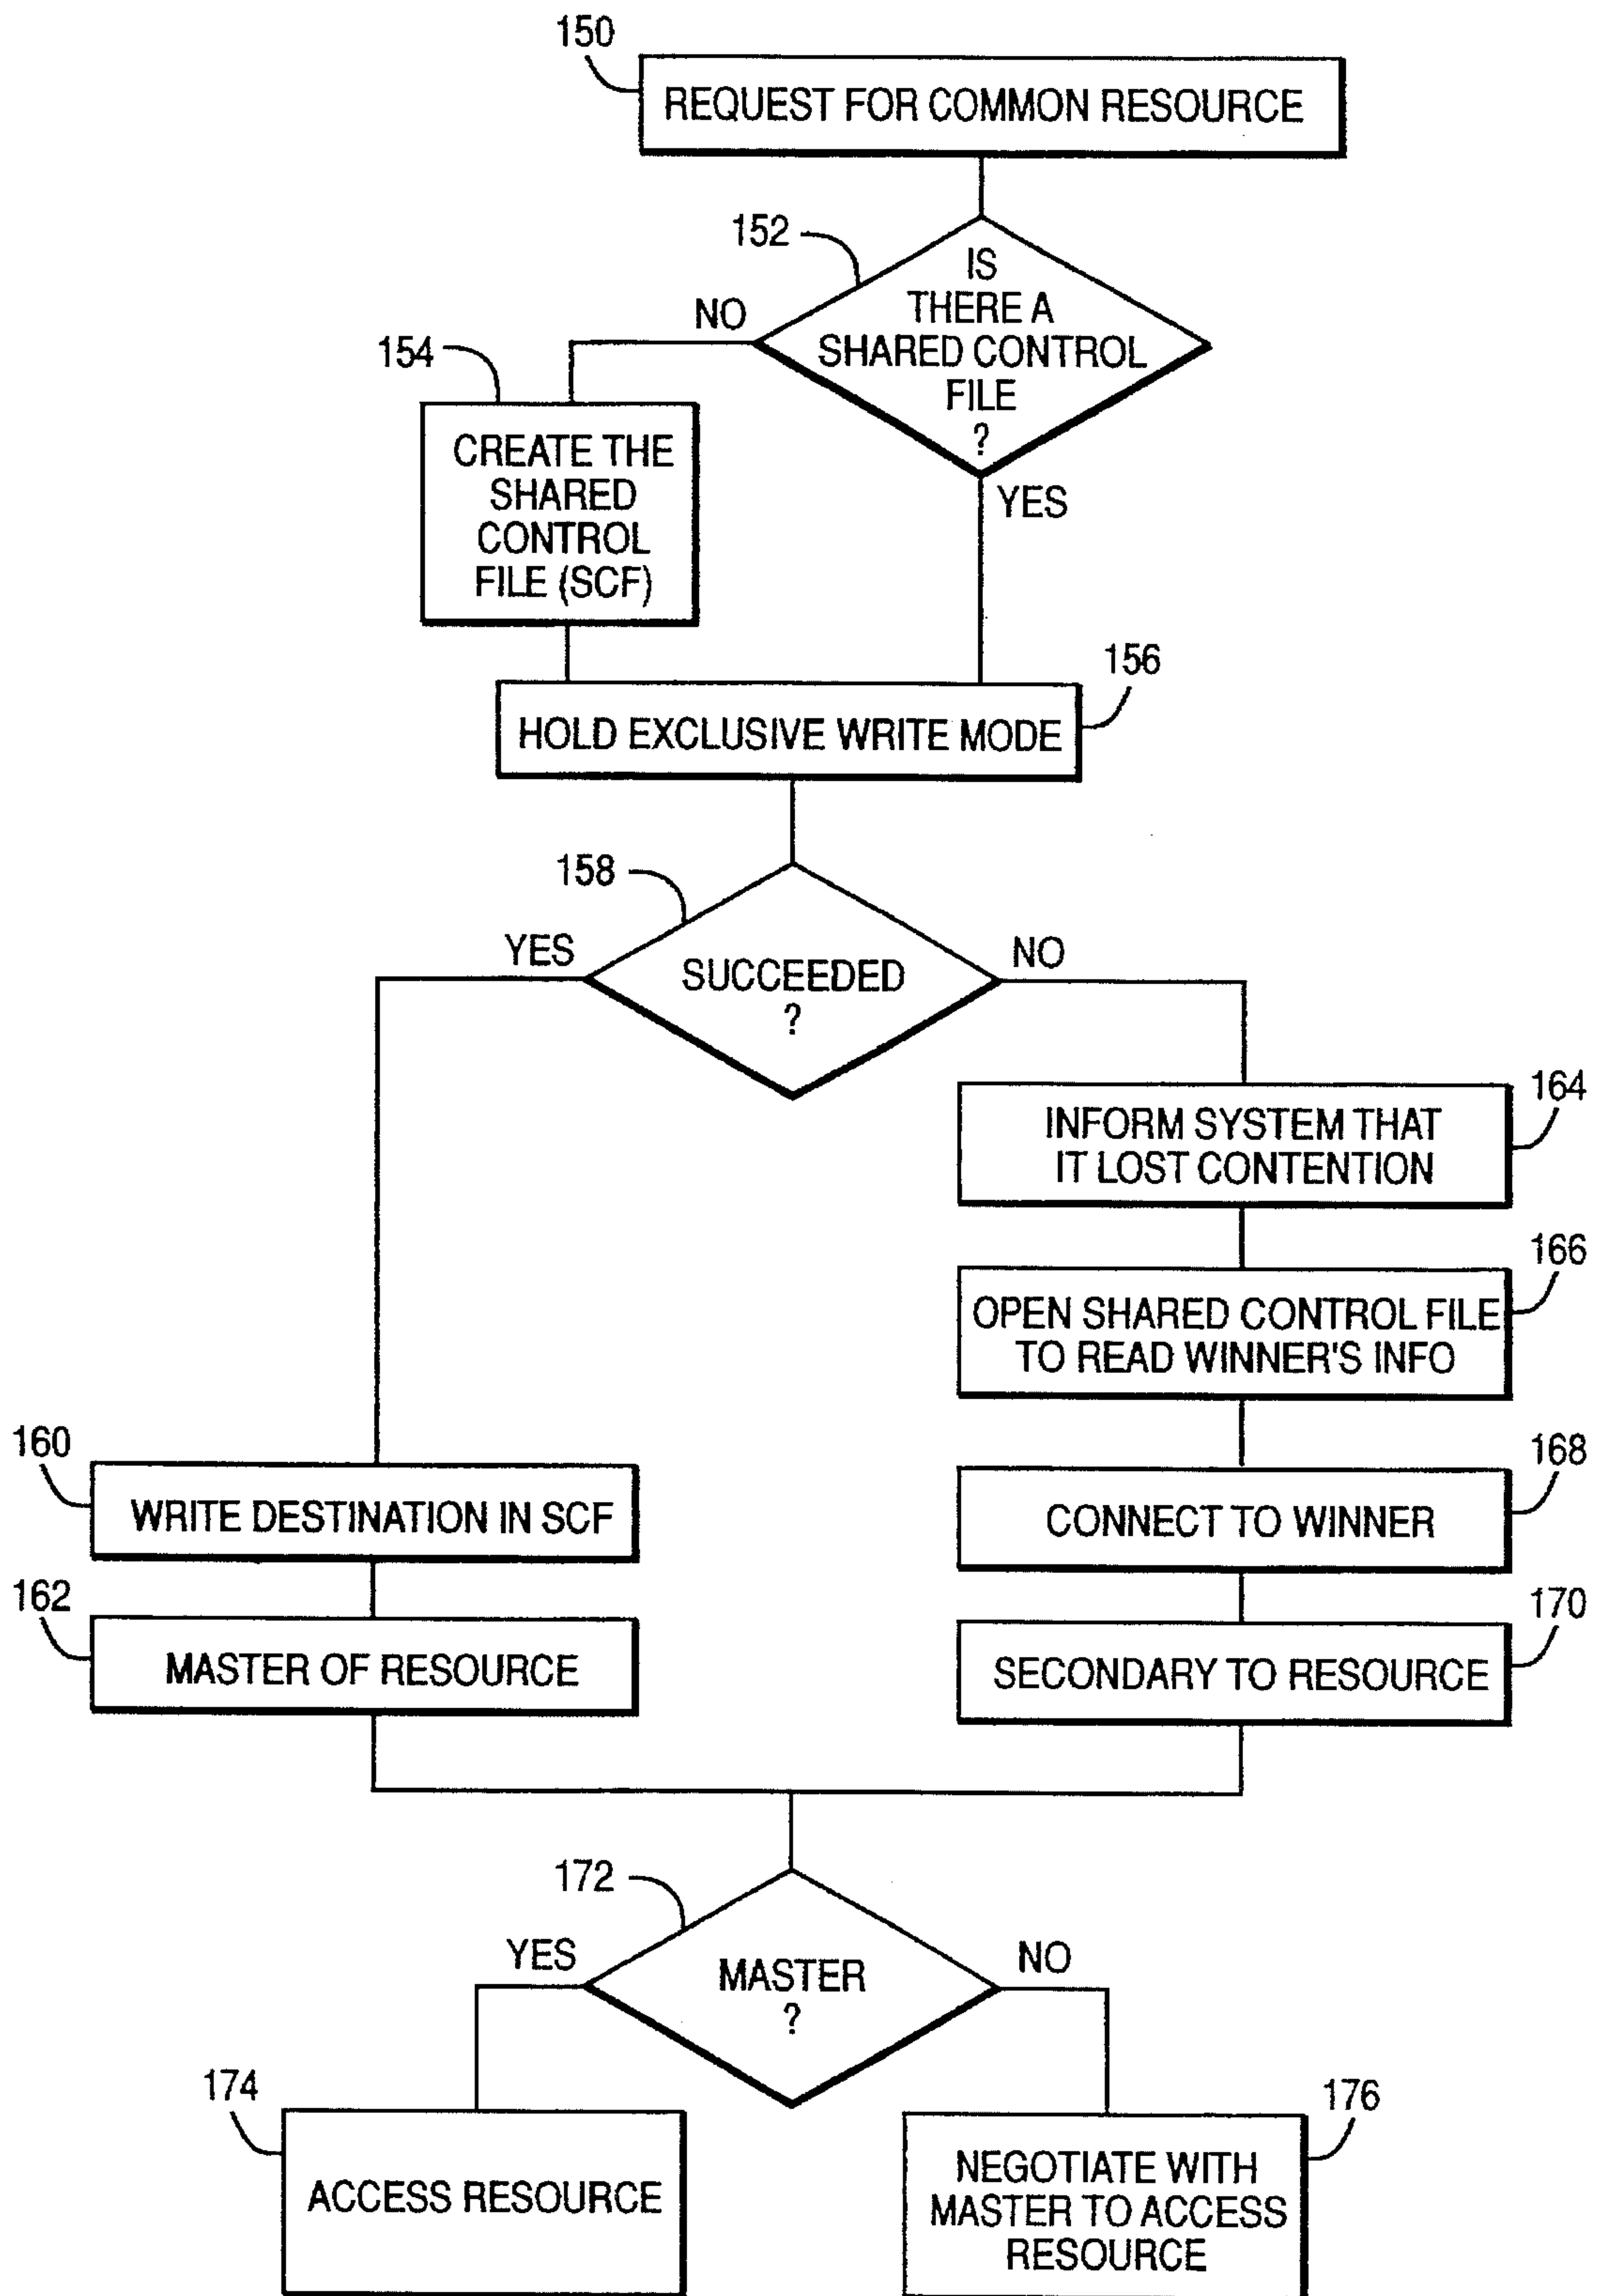 150
REQUEST FOR COMMON RESOURCE
152
IS
THERE A
SHARED CONTROL
FILE
?
NO
YES
154
CREATE THE
SHARED
CONTROL
FILE (SCF)
156
HOLD EXCLUSIVE WRITE MODE
158
SUCCEEDED
?
YES
NO
164
INFORM SYSTEM THAT
IT LOST CONTENTION
166
OPEN SHARED CONTROL FILE
TO READ WINNER'S INFO
160
WRITE DESTINATION IN SCF
168
CONNECT TO WINNER
162
MASTER OF RESOURCE
170
SECONDARY TO RESOURCE
172
MASTER
?
YES
NO
174
ACCESS RESOURCE
176
NEGOTIATE WITH
MASTER TO ACCESS
RESOURCE